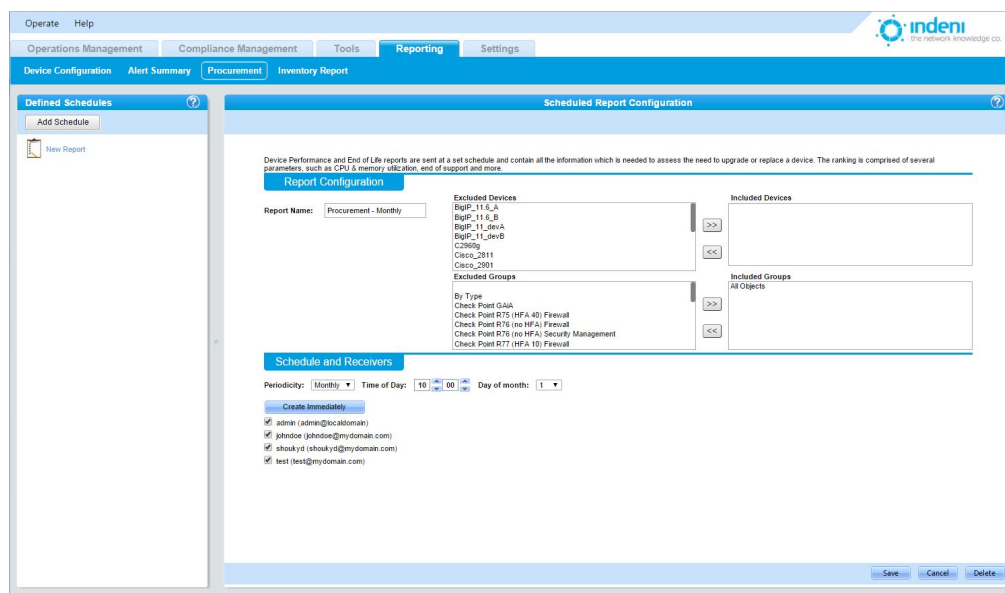 Operate Help
indeni
the network knowledge co.
Operations Management Compliance Management Tools Reporting Settings
Device Configuration Alert Summary Procurement Inventory Report
Defined Schedules ?
Add Schedule
New Report
Scheduled Report Configuration ?
Device Performance and End of Life reports are sent at a set schedule and contain all the information which is needed to assess the need to upgrade or replace a device. The ranking is comprised of several
parameters, such as CPU & memory utilization, end of support and more.
Report Configuration
Report Name: Procurement - Monthly
Excluded Devices
BigIP_11.6_A
BigIP_11.6_B
BigIP_11_devA
BigIP_11_devB
C2960g
Cisco_2811
Cisco_2901
>>
<<
Included Devices
Excluded Groups
By Type
Check Point GAiA
Check Point R75 (HFA 40) Firewall
Check Point R76 (no HFA) Firewall
Check Point R76 (no HFA) Security Management
Check Point R77 (HFA 10) Firewall
>>
<<
Included Groups
All Objects
Schedule and Receivers
Periodicity: Monthly Time of Day: 10 00 Day of month: 1
Create Immediately
admin (admin@localdomain)
johndoe (johndoe@mydomain.com)
shoukyd (shoukyd@mydomain.com)
test (test@mydomain.com)
Save Cancel Delete